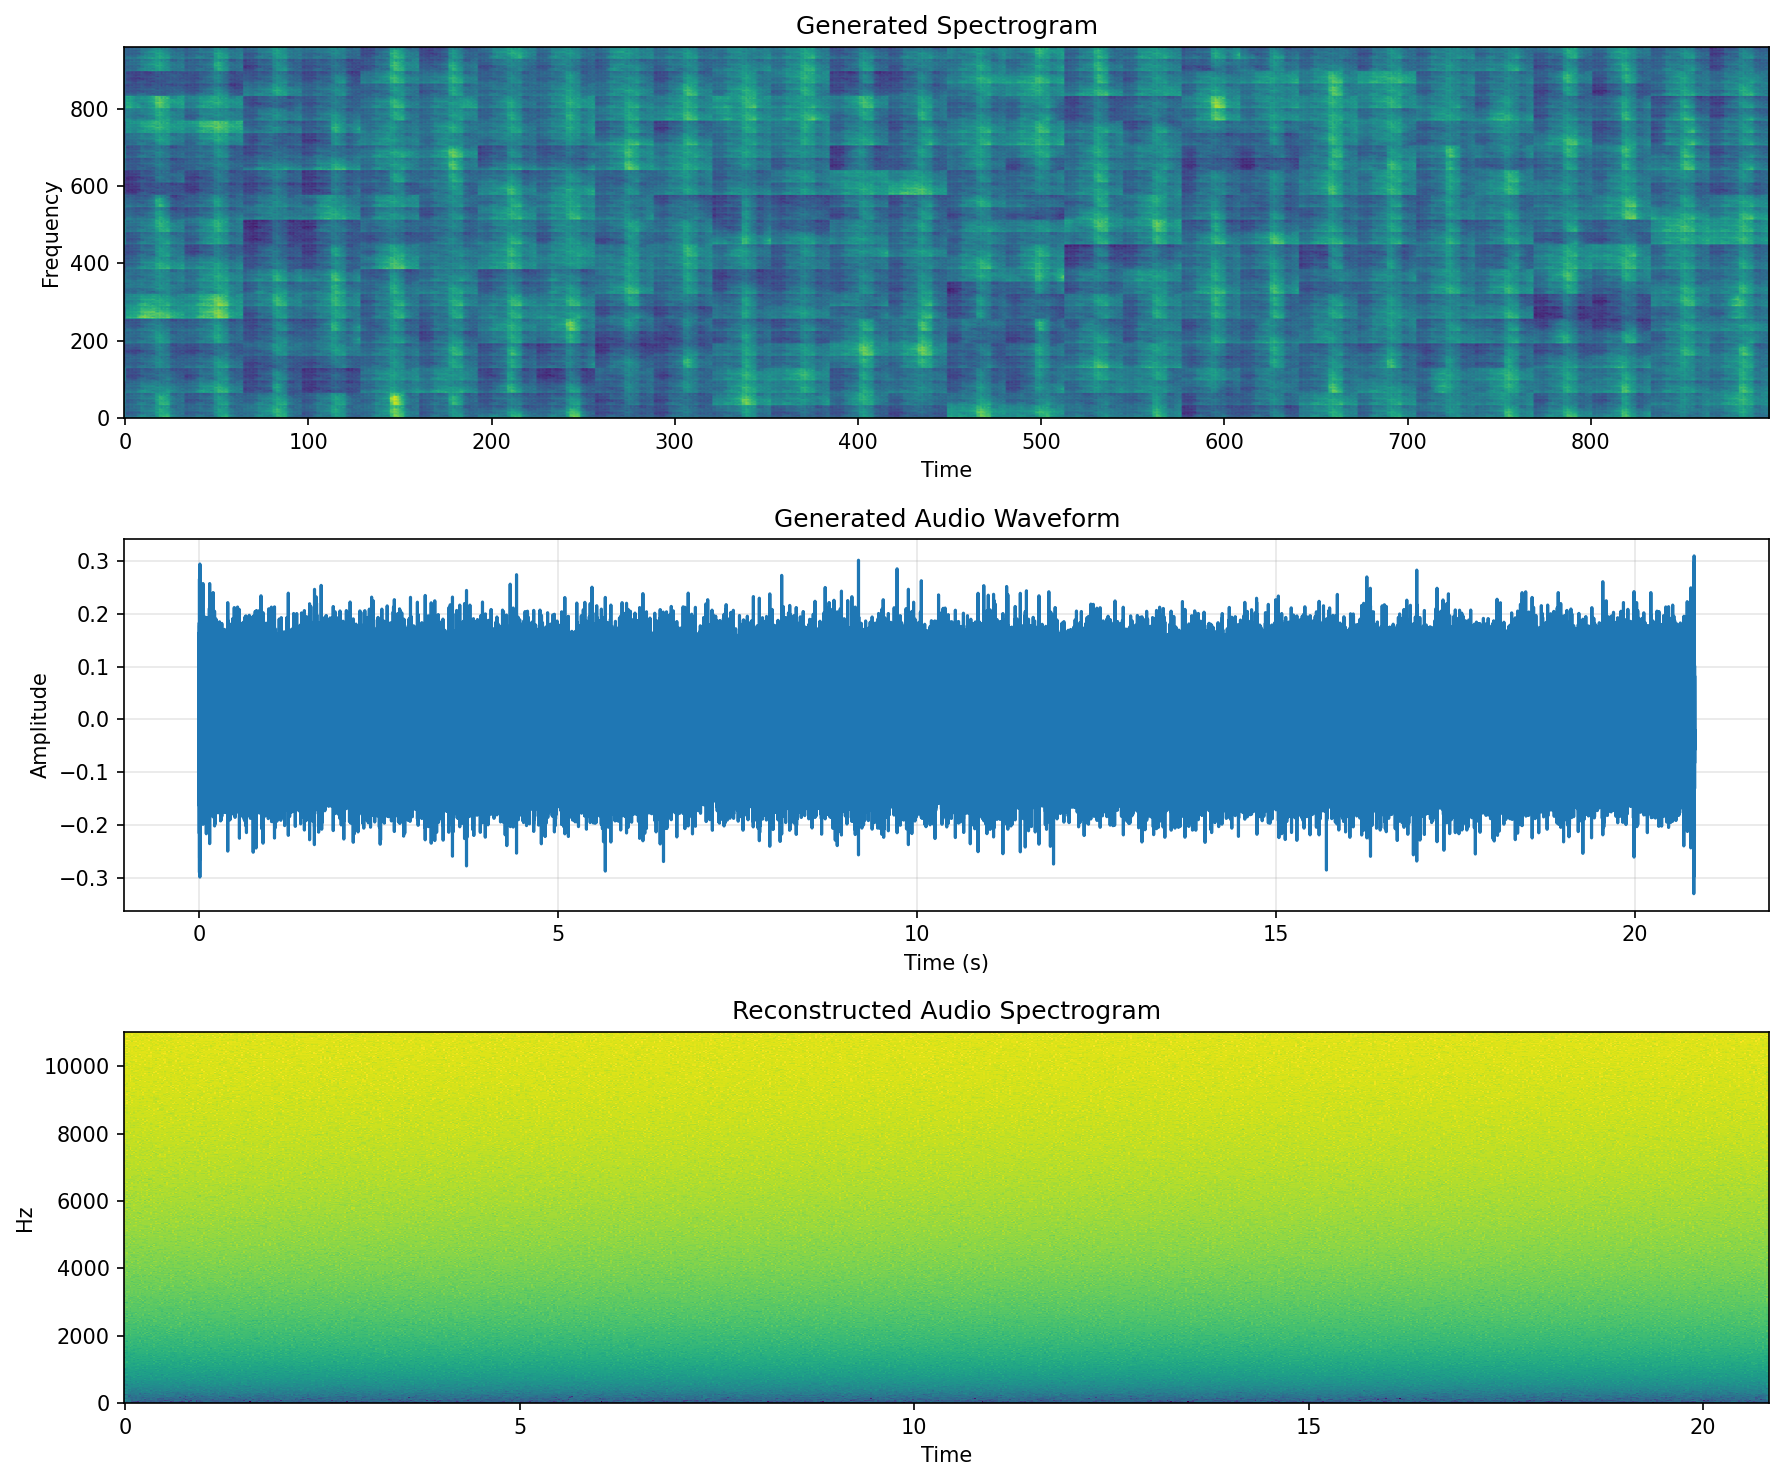 Generated Spectrogram
Frequency
800
600
400
200
0
0 100 200 300 400 500 600 700 800
Time
Generated Audio Waveform
Amplitude
0.3
0.2
0.1
0.0
−0.1
−0.2
−0.3
0 5 10 15 20
Time (s)
Reconstructed Audio Spectrogram
Hz
10000
8000
6000
4000
2000
0
0 5 10 15 20
Time